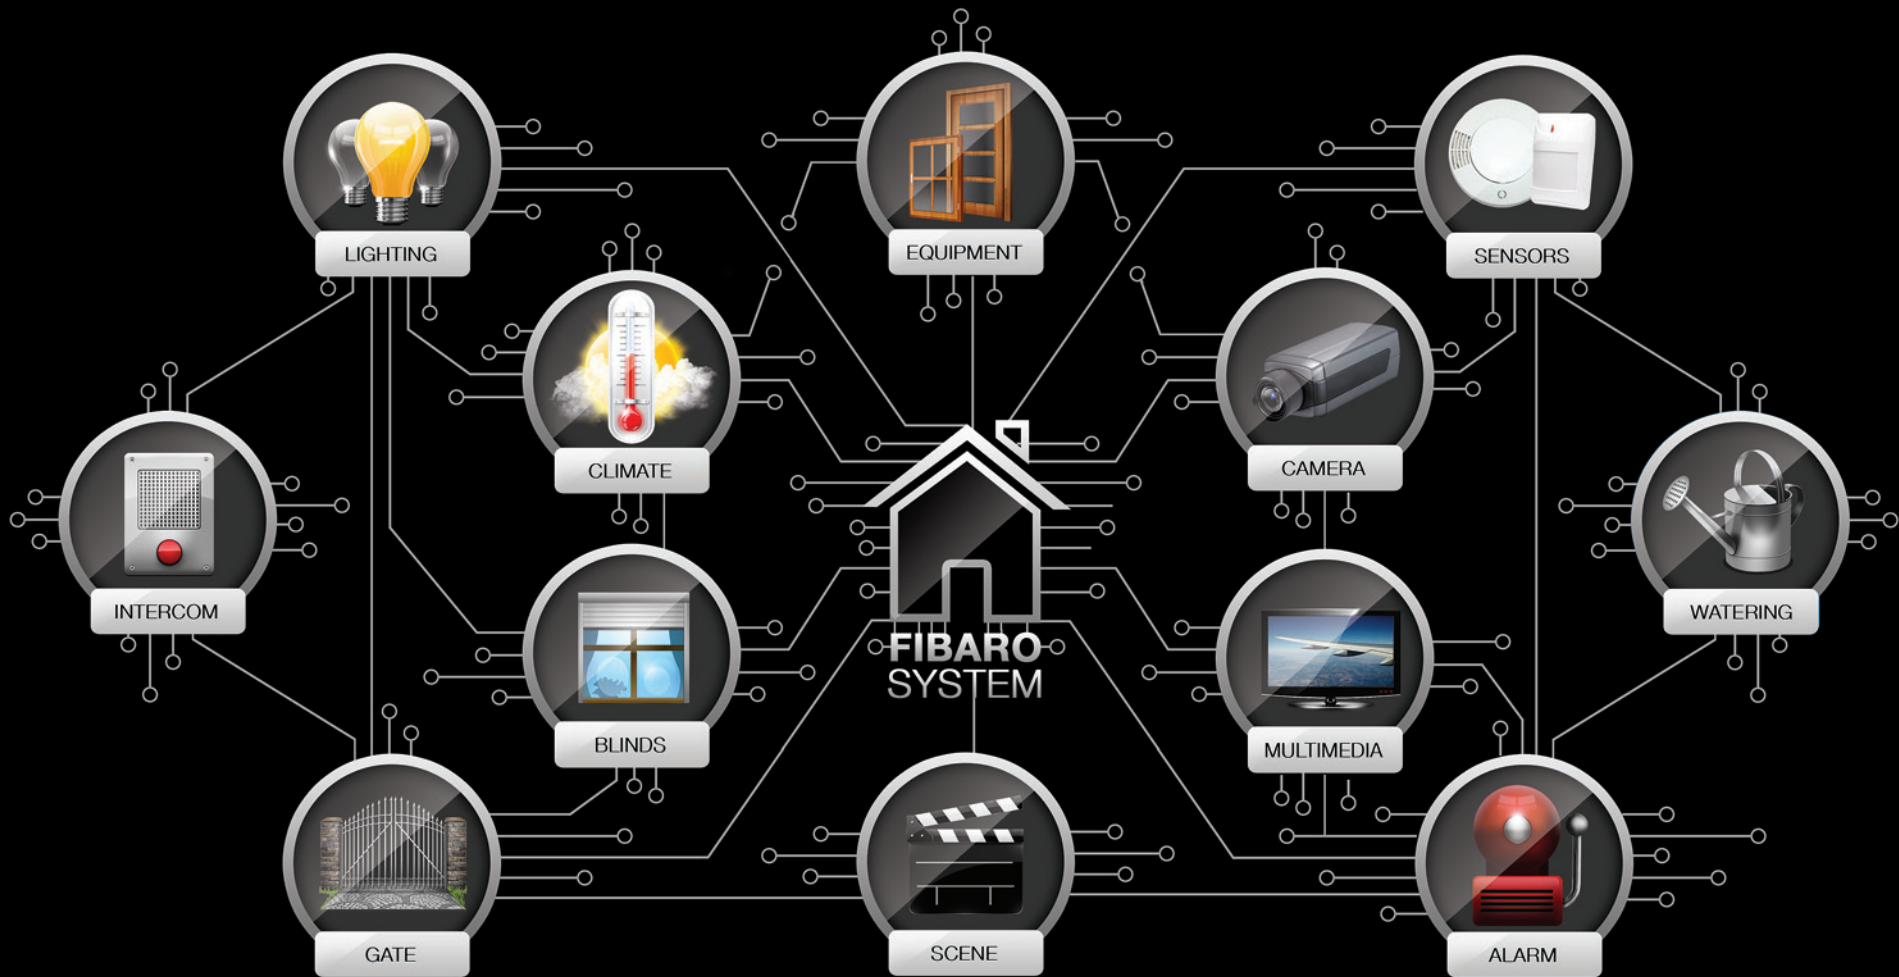 LIGHTING
EQUIPMENT
SENSORS
CLIMATE
CAMERA
INTERCOM
WATERING
FIBARO
SYSTEM
BLINDS
MULTIMEDIA
GATE
SCENE
ALARM